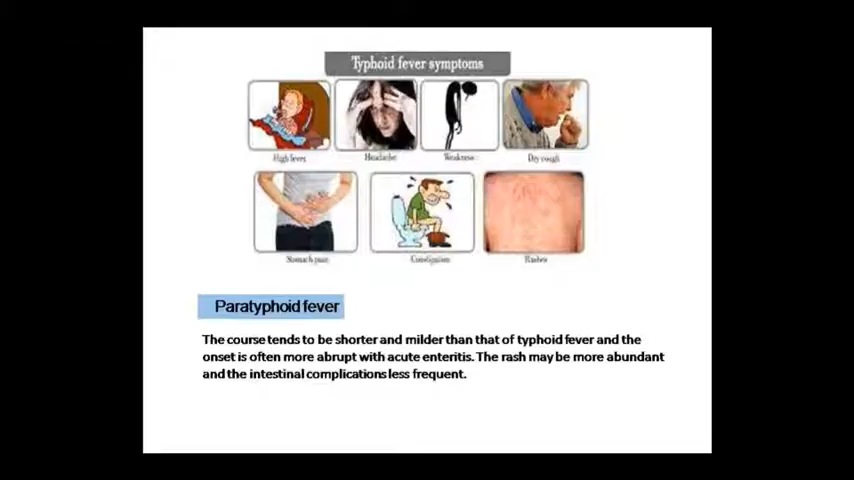 Typhoid fever symptoms
High fever
Headache
Weakness
Dry cough
Stomach pain
Constipation
Rashes
Paratyphoid fever
The course tends to be shorter and milder than that of typhoid fever and the
onset is often more abrupt with acute enteritis. The rash may be more abundant
and the intestinal complications less frequent.